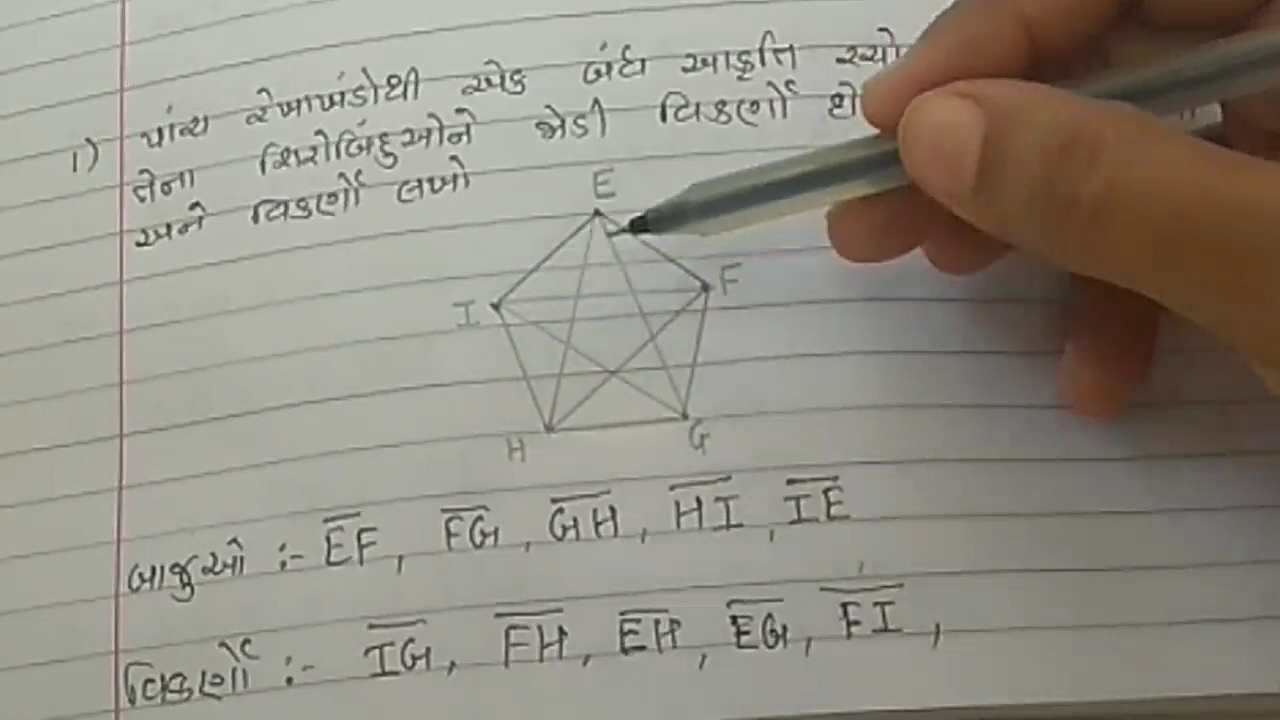 1) પાંચ રેખાખંડોથી એક બંધ આકૃતિ
તેના શિરોબિંદુઓને જોડી વિકર્ણો
અને વિકર્ણો લખો
E
F
I
H
G
બાજુઓ :- EF, FG, GH, HI, IE
વિકર્ણો :- IG, FH, EH, EG, FI,